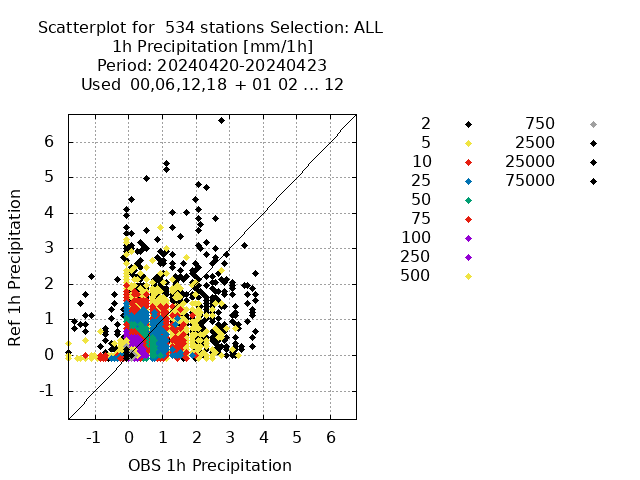 Scatterplot for 534 stations Selection: ALL
1h Precipitation [mm/1h]
Period: 20240420-20240423
Used 00,06,12,18 + 01 02 ... 12
Ref 1h Precipitation
6
5
4
3
2
1
0
-1
-1 0 1 2 3 4 5 6
OBS 1h Precipitation
2 750
5 2500
10 25000
25 75000
50
75
100
250
500